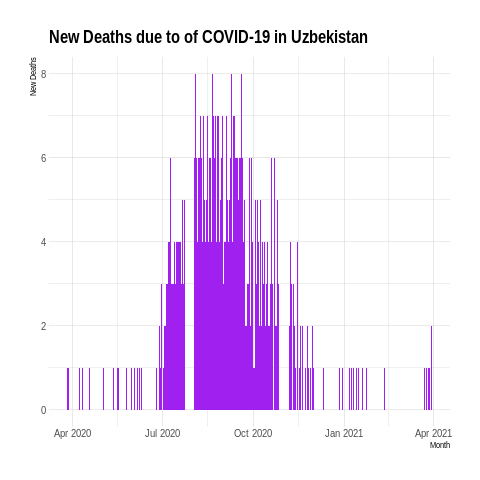 New Deaths due to of COVID-19 in Uzbekistan
New Deaths
8
6
4
2
0
Apr 2020 Jul 2020 Oct 2020 Jan 2021 Apr 2021
Month